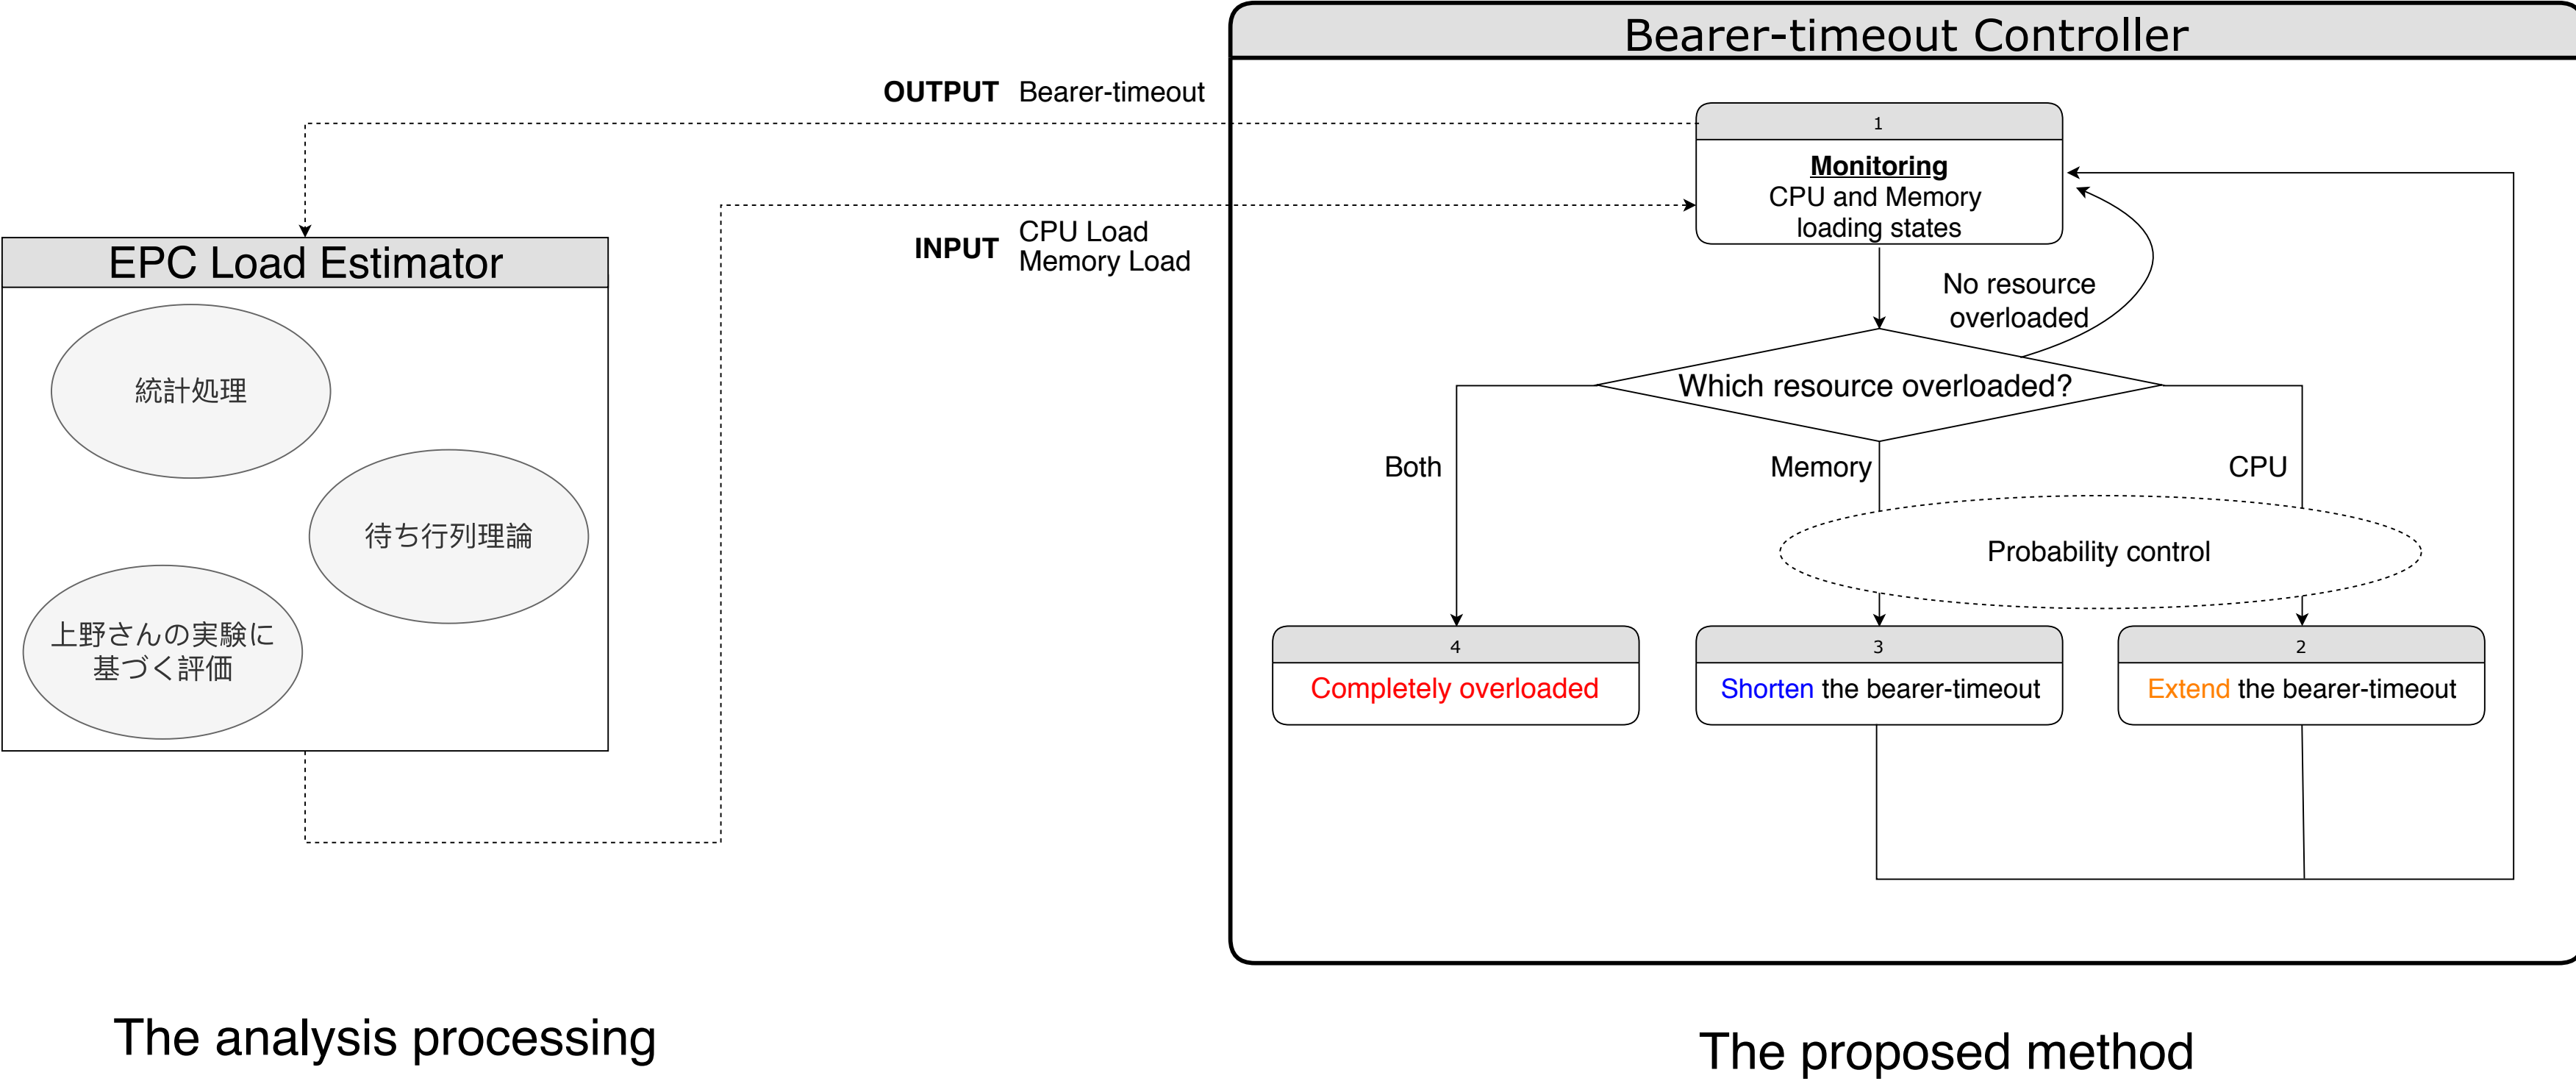 Bearer-timeout Controller
OUTPUT Bearer-timeout
INPUT
CPU Load
Memory Load
EPC Load Estimator
統計処理
待ち行列理論
上野さんの実験に
基づく評価
1
Monitoring
CPU and Memory
loading states
No resource
overloaded
Which resource overloaded?
Both
Memory
CPU
Probability control
4
Completely overloaded
3
Shorten the bearer-timeout
2
Extend the bearer-timeout
The analysis processing
The proposed method